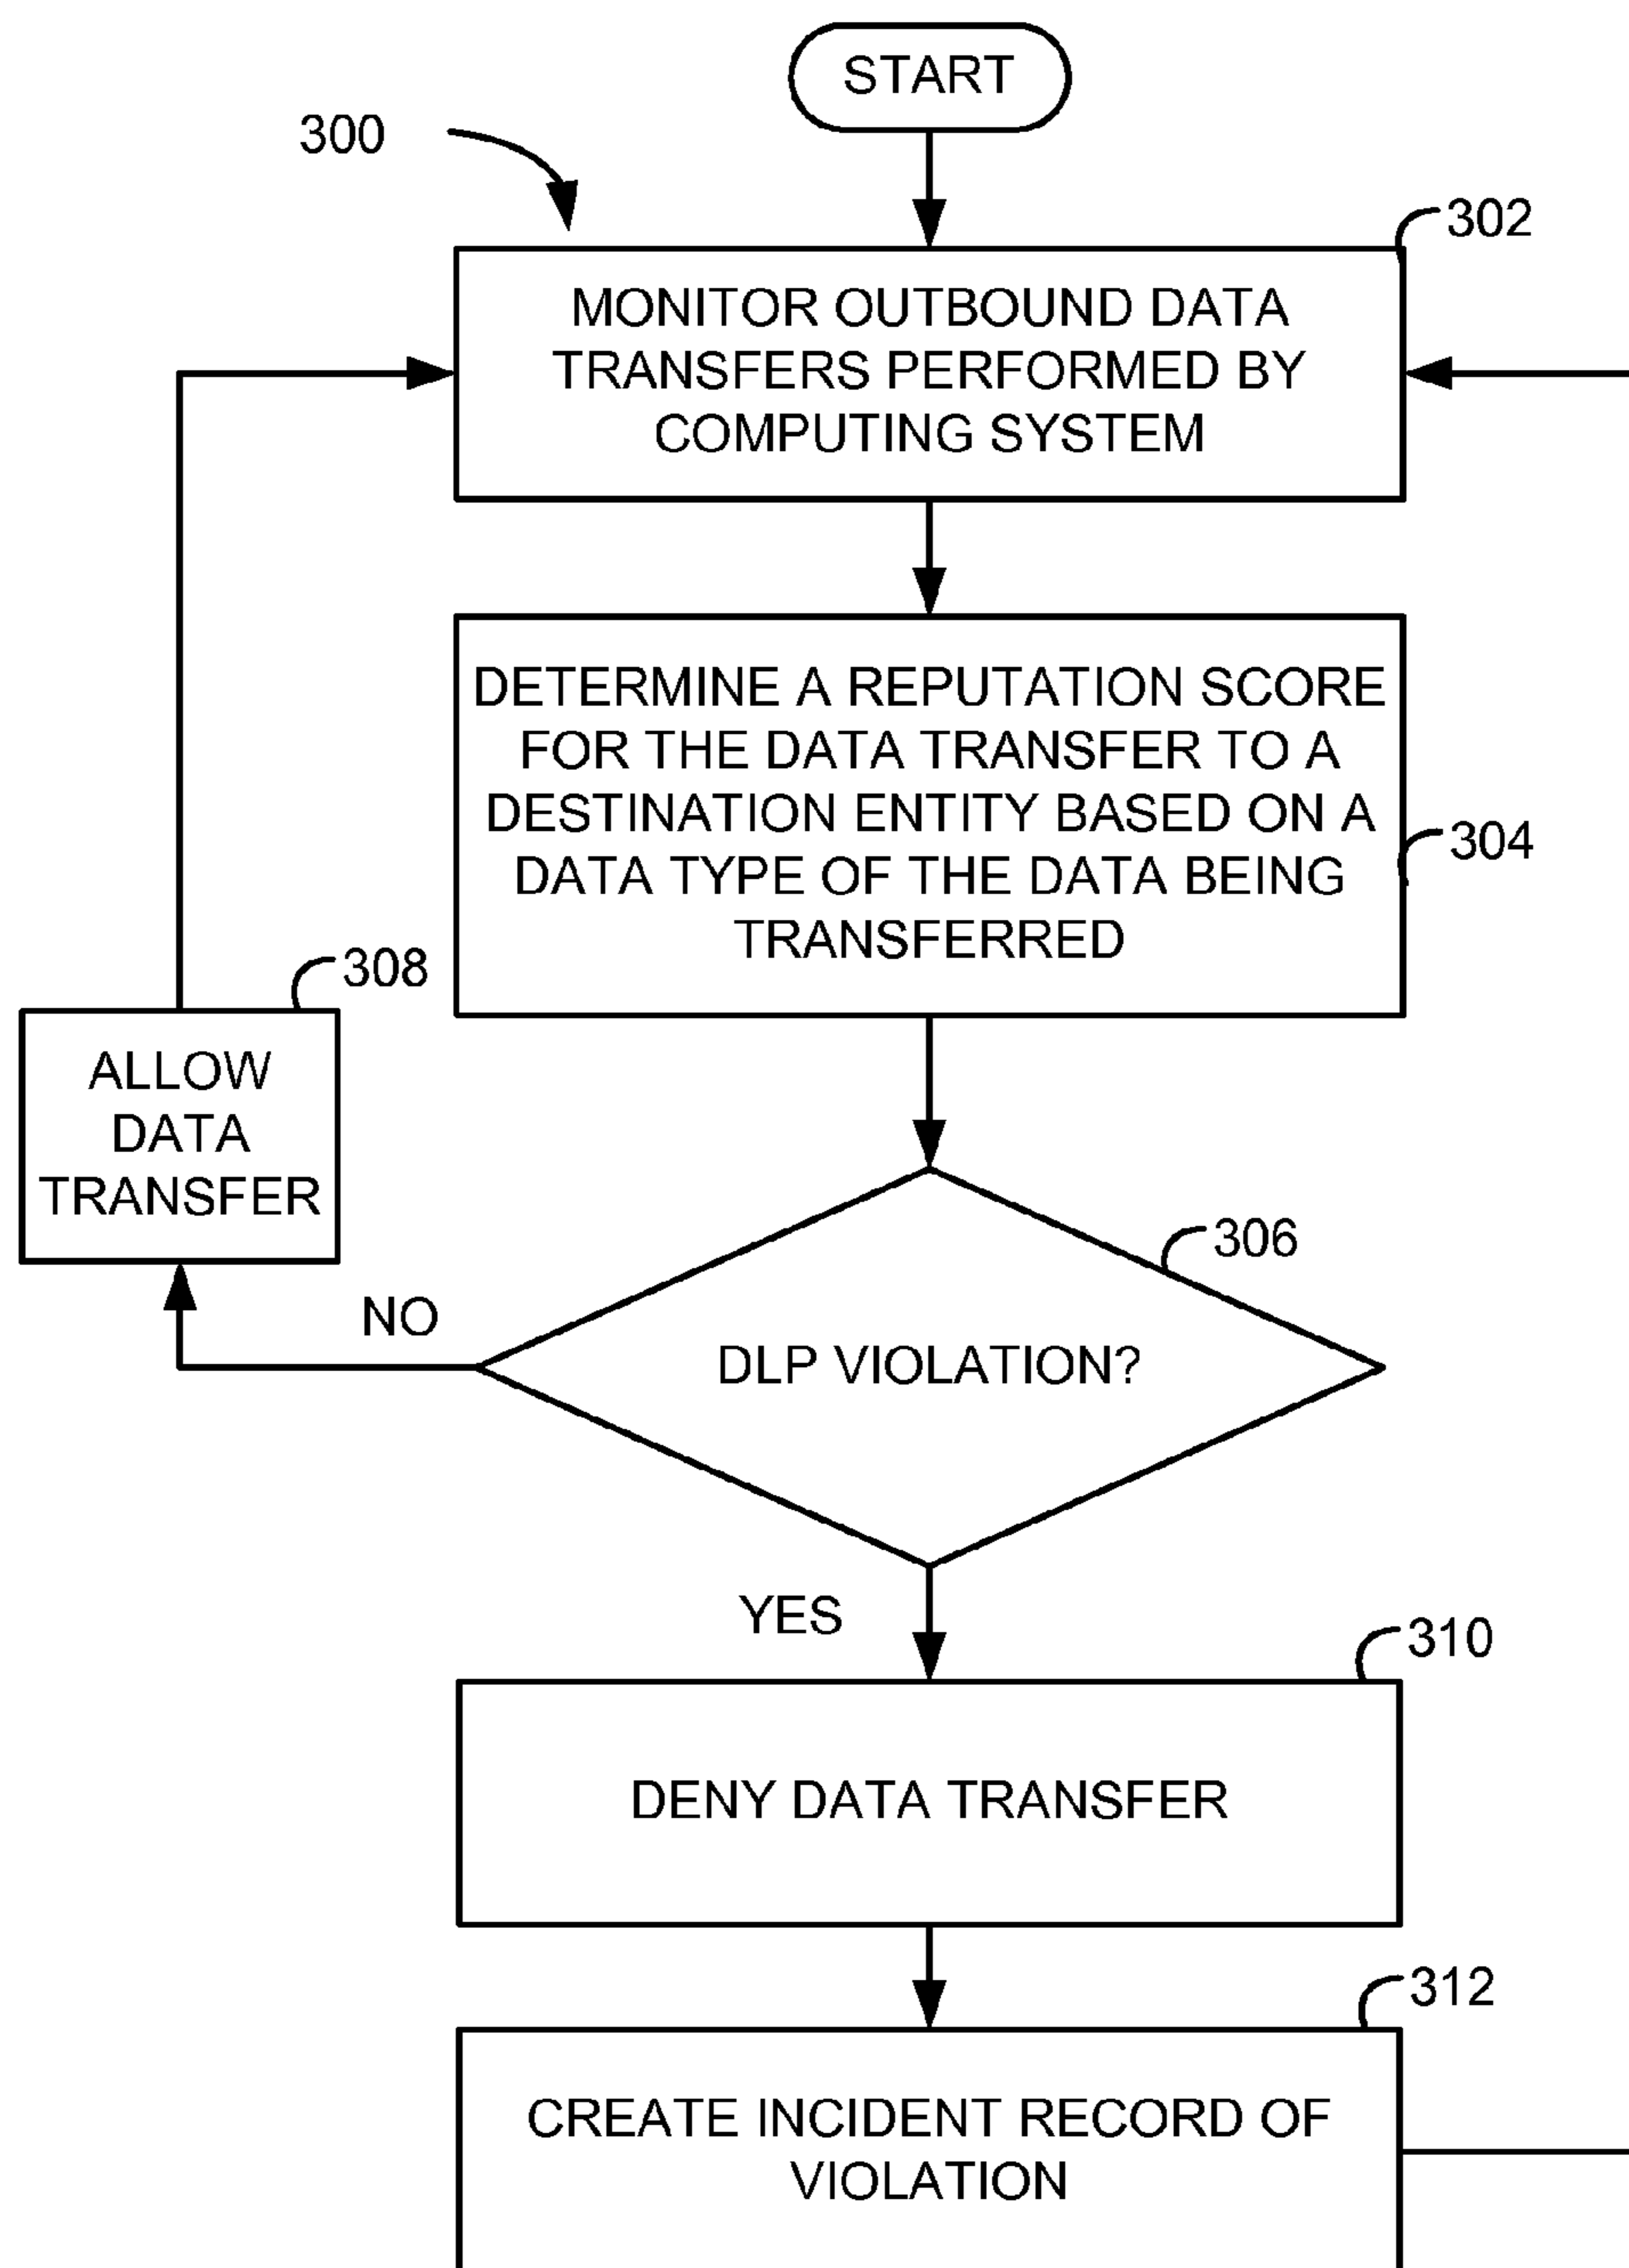 START
300
302
MONITOR OUTBOUND DATA
TRANSFERS PERFORMED BY
COMPUTING SYSTEM
DETERMINE A REPUTATION SCORE
FOR THE DATA TRANSFER TO A
DESTINATION ENTITY BASED ON A
DATA TYPE OF THE DATA BEING
TRANSFERRED
304
308
ALLOW
DATA
TRANSFER
306
NO
DLP VIOLATION?
YES
310
DENY DATA TRANSFER
312
CREATE INCIDENT RECORD OF
VIOLATION